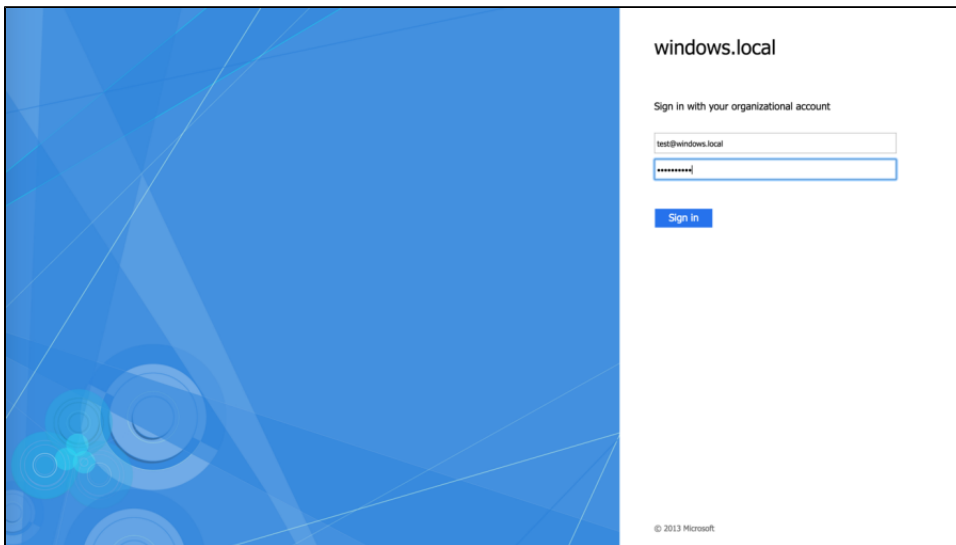 windows.local
Sign in with your organizational account
test@windows.local
••••••••••
Sign in
© 2013 Microsoft